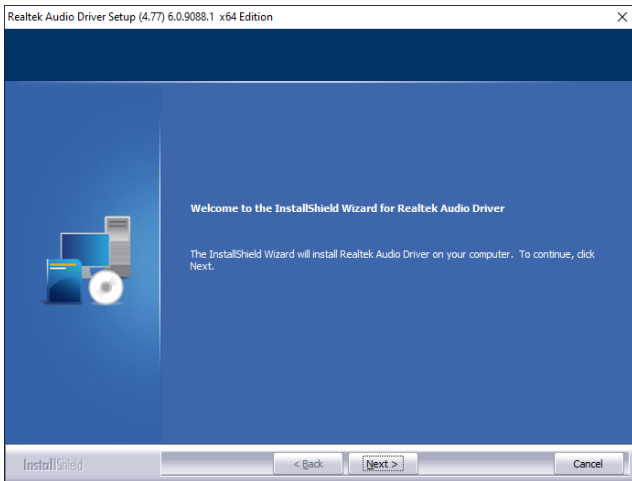 Realtek Audio Driver Setup (4.77) 6.0.9088.1 x64 Edition
Welcome to the InstallShield Wizard for Realtek Audio Driver
The InstallShield Wizard will install Realtek Audio Driver on your computer. To continue, click
Next.
InstallShield
< Back
Next >
Cancel